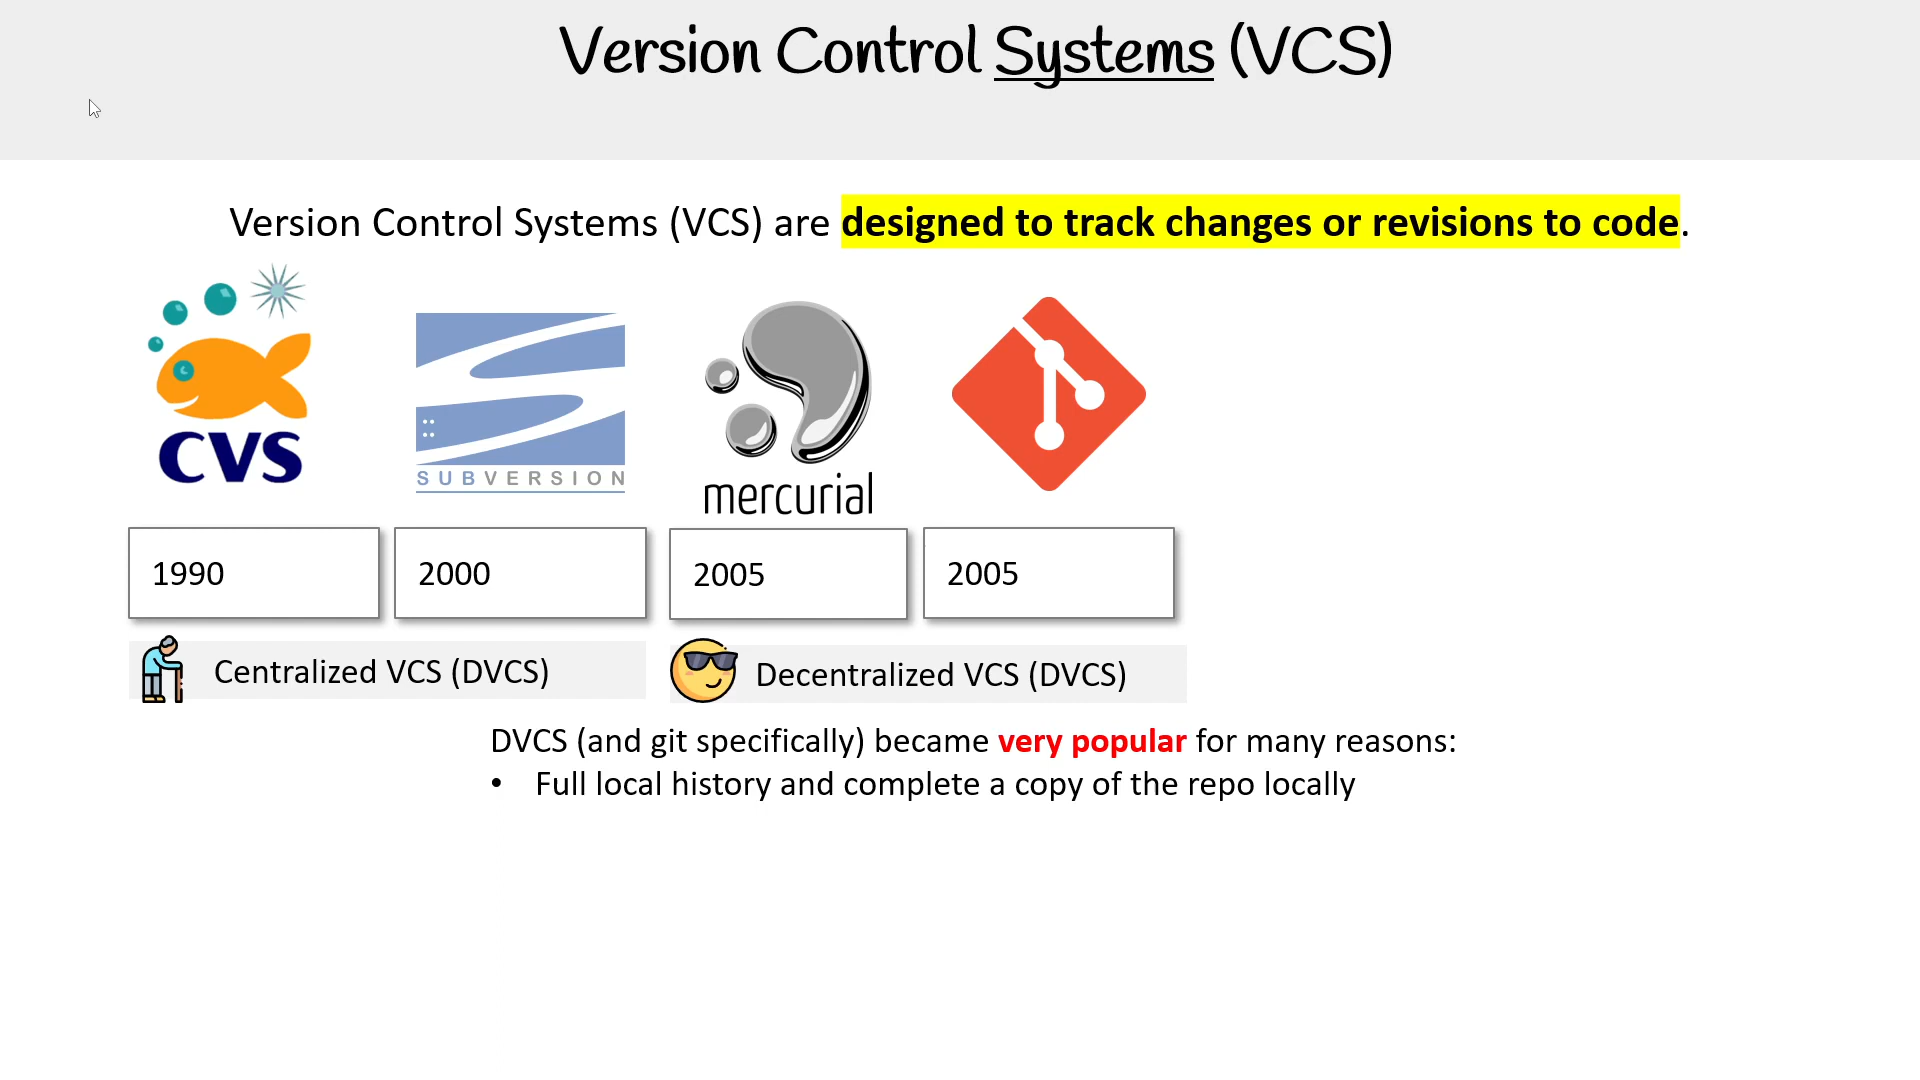 Version Control Systems (VCS)
Version Control Systems (VCS) are designed to track changes or revisions to code.
CVS
SUBVERSION
mercurial
1990
2000
2005
2005
Centralized VCS (DVCS)
Decentralized VCS (DVCS)
DVCS (and git specifically) became very popular for many reasons:
• Full local history and complete a copy of the repo locally